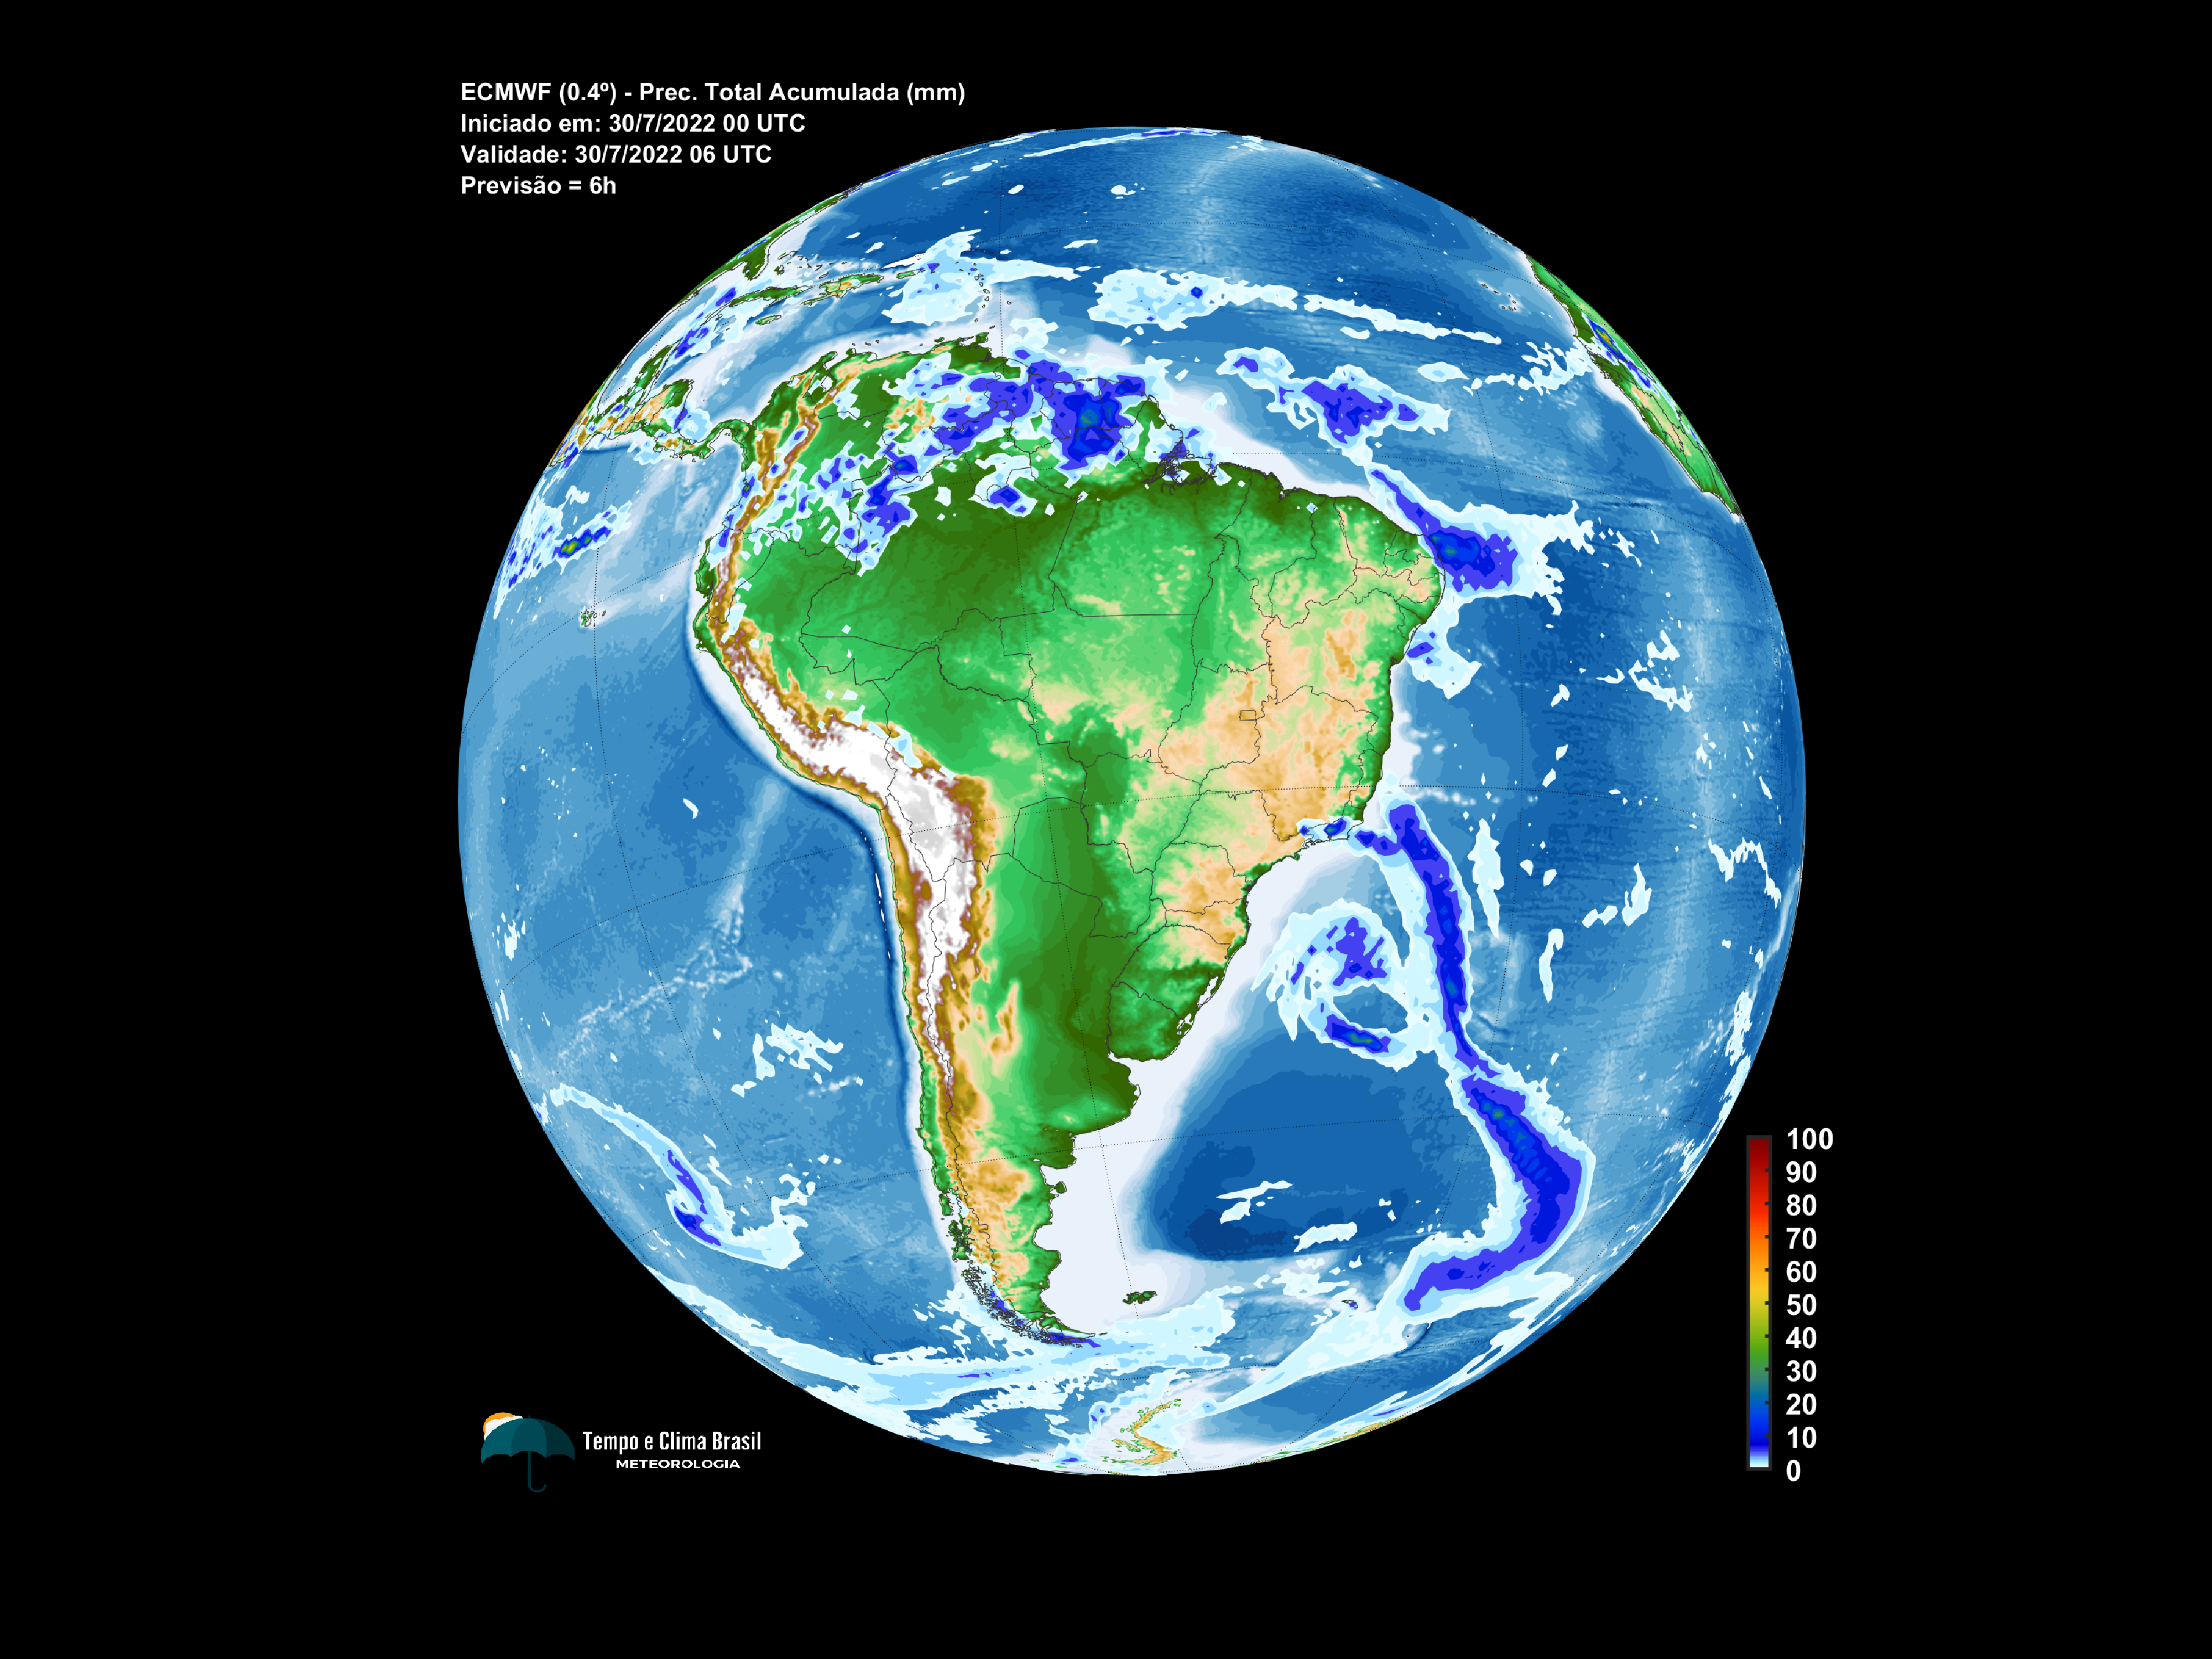 ECMWF (0.4º) - Prec. Total Acumulada (mm)
Iniciado em: 30/7/2022 00 UTC
Validade: 30/7/2022 06 UTC
Previsão = 6h
100
90
80
70
60
50
40
30
20
10
0
Tempo e Clima Brasil
METEOROLOGIA